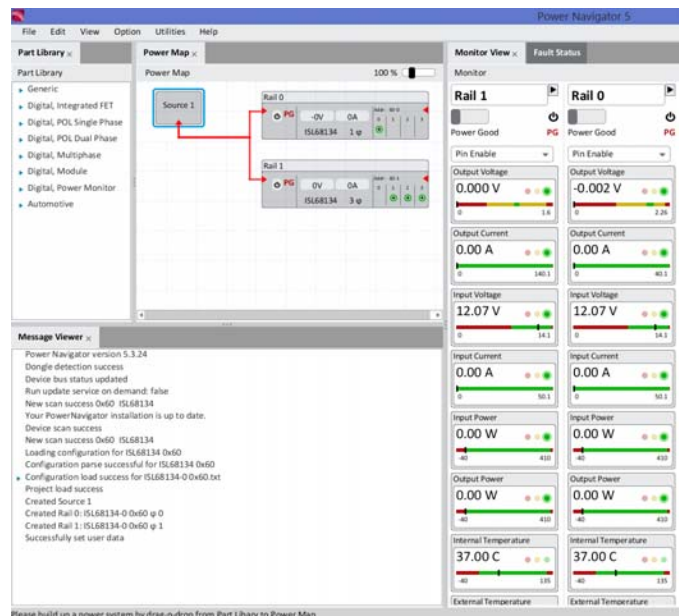 Power Navigator 5
File Edit View Option Utilities Help
Part Library
Part Library
Generic
Digital, Integrated FET
Digital, POL Single Phase
Digital, POL Dual Phase
Digital, Multiphase
Digital, Module
Digital, Power Monitor
Automotive
Power Map
Power Map 100 %
Source 1
Rail 0
PG -0V 0A 0 1 2 3
ISL68134 1 φ
Rail 1
PG 0V 0A 0 1 2 3
ISL68134 3 φ
Message Viewer
Power Navigator version 5.3.24
Dongle detection success
Device bus status updated
Run update service on demand: false
New scan success 0x60 ISL68134
Your PowerNavigator installation is up to date.
Device scan success
New scan success 0x60 ISL68134
Loading configuration for ISL68134 0x60
Configuration parse successful for ISL68134 0x60
Configuration load success for ISL68134-0 0x60.txt
Project load success
Created Source 1
Created Rail 0: ISL68134-0 0x60 φ 0
Created Rail 1: ISL68134-0 0x60 φ 1
Successfully set user data
Monitor View Fault Status
Monitor
Rail 1 Rail 0
Power Good PG Power Good PG
Pin Enable Pin Enable
Output Voltage Output Voltage
0.000 V -0.002 V
0 1.6 0 2.26
Output Current Output Current
0.00 A 0.00 A
0 140.1 0 40.1
Input Voltage Input Voltage
12.07 V 12.07 V
0 14.1 0 14.1
Input Current Input Current
0.00 A 0.00 A
0 50.1 0 50.1
Input Power Input Power
0.00 W 0.00 W
-40 410 -40 410
Output Power Output Power
0.00 W 0.00 W
-40 410 -40 410
Internal Temperature Internal Temperature
37.00 C 37.00 C
-40 135 -40 135
External Temperature External Temperature
Please build up a power system by drag-n-drop from Part Libary to Power Map